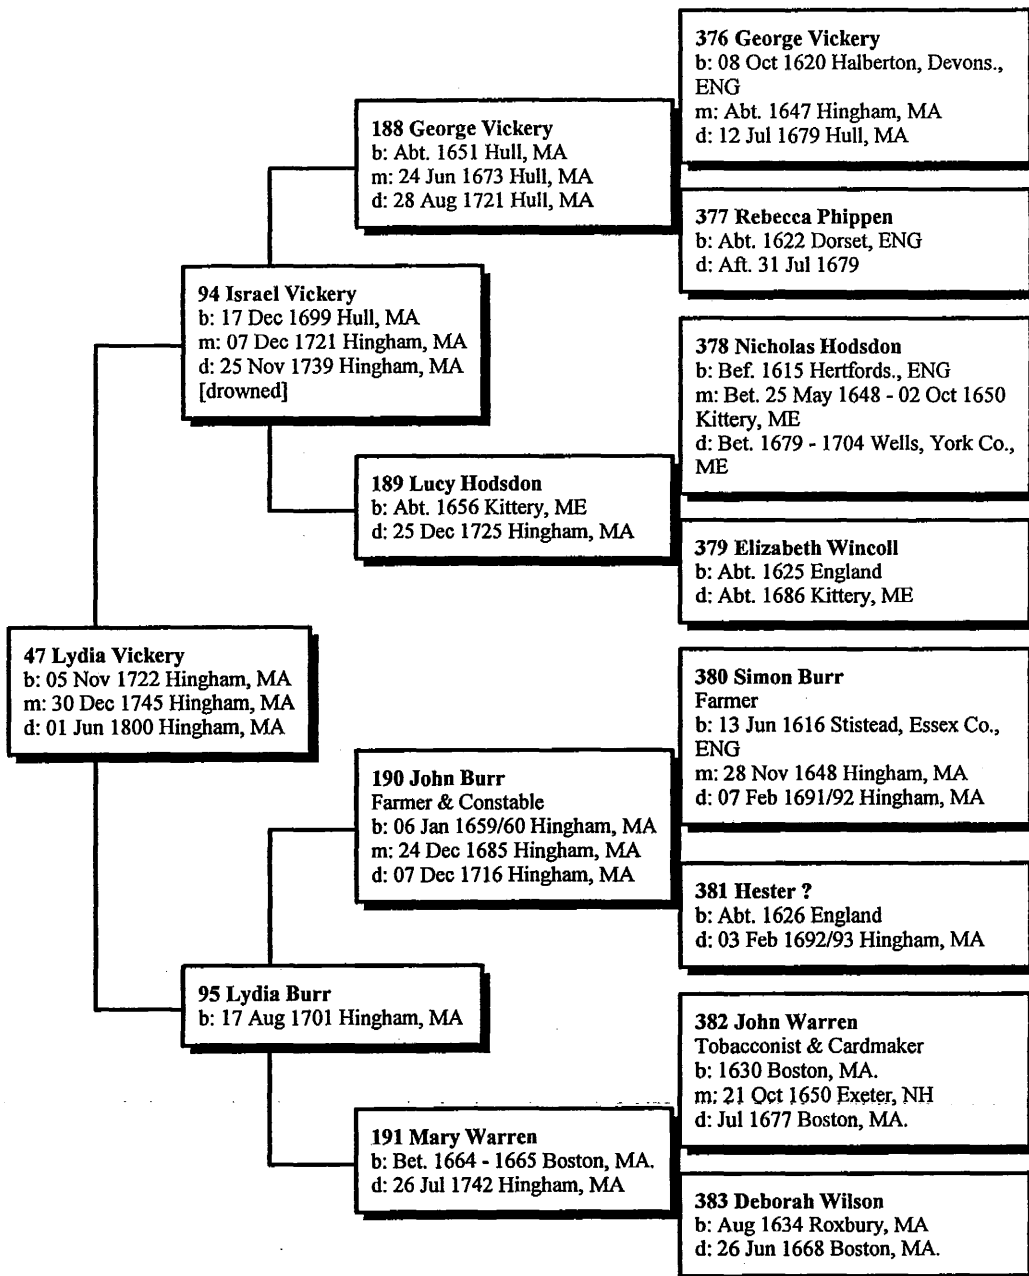 376 George Vickery
b: 08 Oct 1620 Halberton, Devons.,
ENG
m: Abt. 1647 Hingham, MA
d: 12 Jul 1679 Hull, MA
188 George Vickery
b: Abt. 1651 Hull, MA
m: 24 Jun 1673 Hull, MA
d: 28 Aug 1721 Hull, MA
377 Rebecca Phippen
b: Abt. 1622 Dorset, ENG
d: Aft. 31 Jul 1679
94 Israel Vickery
b: 17 Dec 1699 Hull, MA
m: 07 Dec 1721 Hingham, MA
d: 25 Nov 1739 Hingham, MA
[drowned]
378 Nicholas Hodsdon
b: Bef. 1615 Hertfords., ENG
m: Bet. 25 May 1648 - 02 Oct 1650
Kittery, ME
d: Bet. 1679 - 1704 Wells, York Co.,
ME
189 Lucy Hodsdon
b: Abt. 1656 Kittery, ME
d: 25 Dec 1725 Hingham, MA
379 Elizabeth Wincoll
b: Abt. 1625 England
d: Abt. 1686 Kittery, ME
47 Lydia Vickery
b: 05 Nov 1722 Hingham, MA
m: 30 Dec 1745 Hingham, MA
d: 01 Jun 1800 Hingham, MA
380 Simon Burr
Farmer
b: 13 Jun 1616 Stistead, Essex Co.,
ENG
m: 28 Nov 1648 Hingham, MA
d: 07 Feb 1691/92 Hingham, MA
190 John Burr
Farmer & Constable
b: 06 Jan 1659/60 Hingham, MA
m: 24 Dec 1685 Hingham, MA
d: 07 Dec 1716 Hingham, MA
381 Hester ?
b: Abt. 1626 England
d: 03 Feb 1692/93 Hingham, MA
95 Lydia Burr
b: 17 Aug 1701 Hingham, MA
382 John Warren
Tobacconist & Cardmaker
b: 1630 Boston, MA.
m: 21 Oct 1650 Exeter, NH
d: Jul 1677 Boston, MA.
191 Mary Warren
b: Bet. 1664 - 1665 Boston, MA.
d: 26 Jul 1742 Hingham, MA
383 Deborah Wilson
b: Aug 1634 Roxbury, MA
d: 26 Jun 1668 Boston, MA.